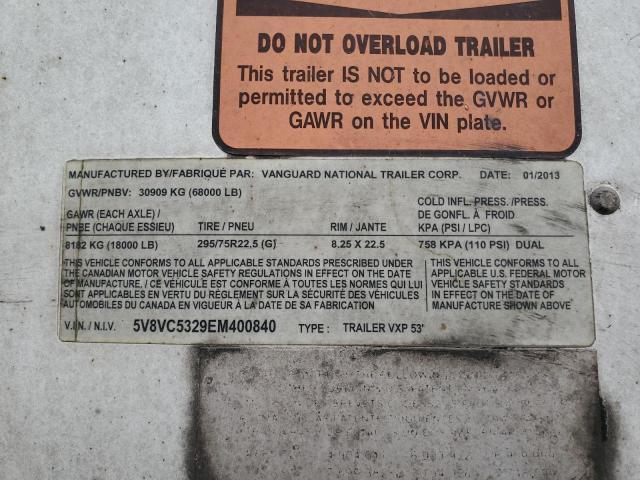 DO NOT OVERLOAD TRAILER
This trailer IS NOT to be loaded or
permitted to exceed the GVWR or
GAWR on the VIN plate.
MANUFACTURED BY/FABRIQUÉ PAR: VANGUARD NATIONAL TRAILER CORP. DATE: 01/2013
GVWR/PNBV: 30909 KG (68000 LB)
COLD INFL. PRESS. /PRESS.
GAWR (EACH AXLE) / DE GONFL. À FROID
PNBE (CHAQUE ESSIEU) TIRE / PNEU RIM / JANTE KPA (PSI / LPC)
8182 KG (18000 LB) 295/75R22.5 (G) 8.25 X 22.5 758 KPA (110 PSI) DUAL
THIS VEHICLE CONFORMS TO ALL APPLICABLE STANDARDS PRESCRIBED UNDER
THE CANADIAN MOTOR VEHICLE SAFETY REGULATIONS IN EFFECT ON THE DATE
OF MANUFACTURE. / CE VÉHICULE EST CONFORME À TOUTES LES NORMES QUI LUI
SONT APPLICABLES EN VERTU DU RÈGLEMENT SUR LA SÉCURITÉ DES VÉHICULES
AUTOMOBILES DU CANADA EN VIGUEUR À LA DATE DE SA FABRICATION
THIS VEHICLE CONFORMS TO ALL
APPLICABLE U.S. FEDERAL MOTOR
VEHICLE SAFETY STANDARDS
IN EFFECT ON THE DATE OF
MANUFACTURE SHOWN ABOVE.
V.I.N. / N.I.V. 5V8VC5329EM400840 TYPE: TRAILER VXP 53'